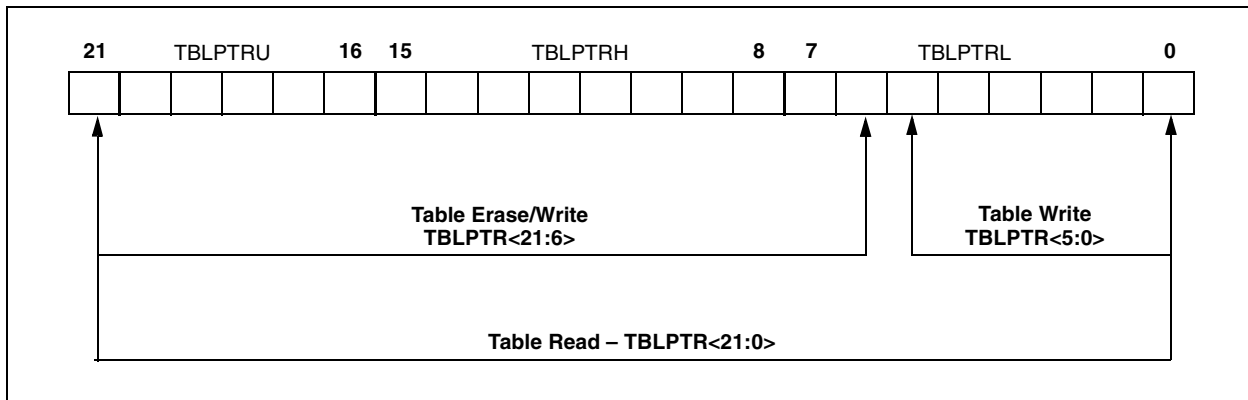 21 TBLPTRU 16 15 TBLPTRH 8 7 TBLPTRL 0
Table Erase/Write
TBLPTR<21:6>
Table Write
TBLPTR<5:0>
Table Read – TBLPTR<21:0>